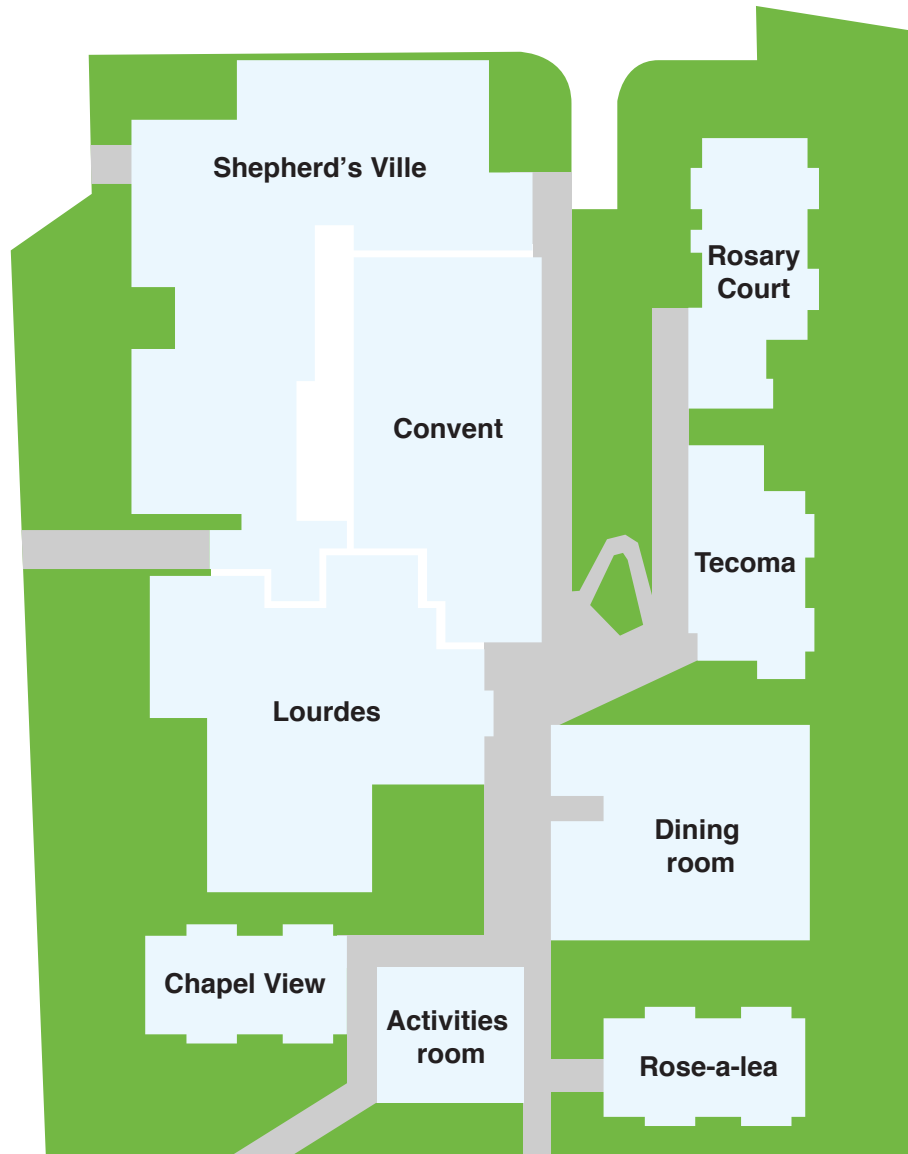 Shepherd's Ville
Rosary
Court
Convent
Tecoma
Lourdes
Dining
room
Chapel View
Activities
room
Rose-a-lea